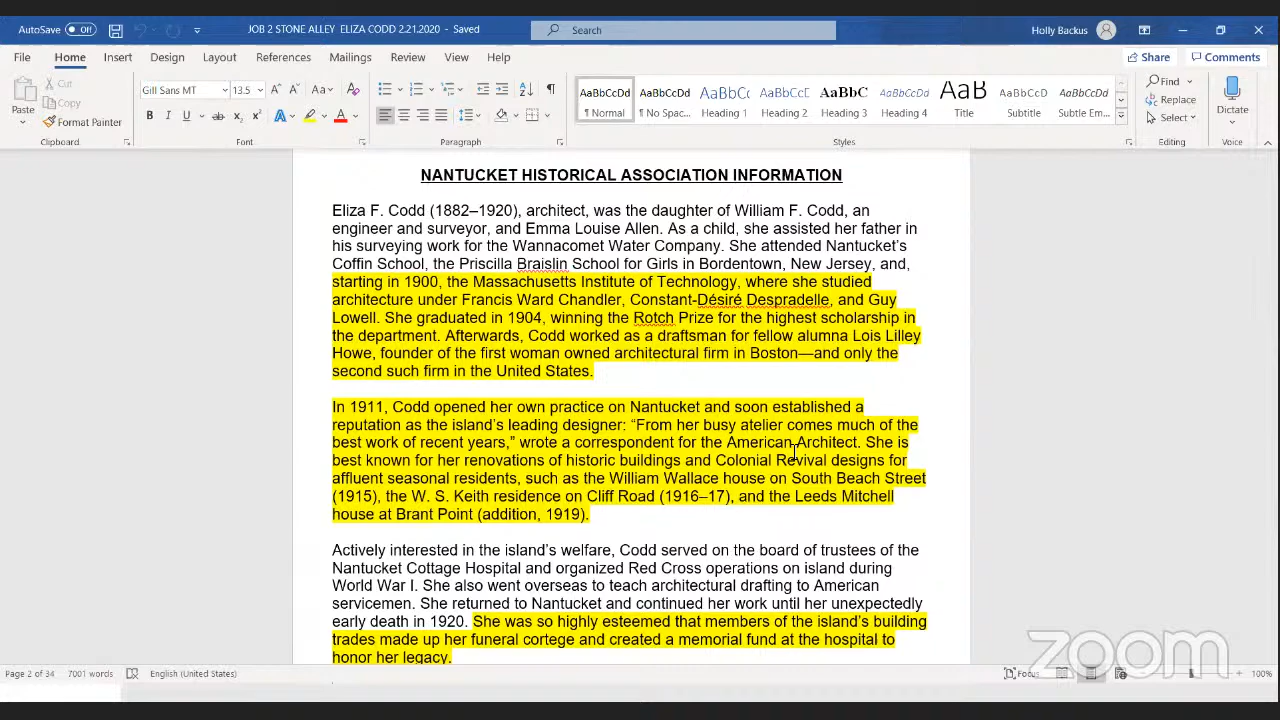 AutoSave Off
JOB 2 STONE ALLEY ELIZA CODD 2.21.2020 - Saved
Search
Holly Backus
File Home Insert Design Layout References Mailings Review View Help
Share Comments
Paste
Cut
Copy
Format Painter
Clipboard
Gill Sans MT 13.5
Font
Paragraph
AaBbCcDd AaBbCcDd AaBbCc AaBbCcE AaBbC AaBbCcDd AaB AaBbCcD AaBbCcDd
¶ Normal ¶ No Spac... Heading 1 Heading 2 Heading 3 Heading 4 Title Subtitle Subtle Em...
Styles
Find
Replace
Select
Editing
Dictate
Voice
NANTUCKET HISTORICAL ASSOCIATION INFORMATION
Eliza F. Codd (1882–1920), architect, was the daughter of William F. Codd, an
engineer and surveyor, and Emma Louise Allen. As a child, she assisted her father in
his surveying work for the Wannacomet Water Company. She attended Nantucket’s
Coffin School, the Priscilla Braislin School for Girls in Bordentown, New Jersey, and,
starting in 1900, the Massachusetts Institute of Technology, where she studied
architecture under Francis Ward Chandler, Constant-Désiré Despradelle, and Guy
Lowell. She graduated in 1904, winning the Rotch Prize for the highest scholarship in
the department. Afterwards, Codd worked as a draftsman for fellow alumna Lois Lilley
Howe, founder of the first woman owned architectural firm in Boston—and only the
second such firm in the United States.
In 1911, Codd opened her own practice on Nantucket and soon established a
reputation as the island’s leading designer: “From her busy atelier comes much of the
best work of recent years,” wrote a correspondent for the American Architect. She is
best known for her renovations of historic buildings and Colonial Revival designs for
affluent seasonal residents, such as the William Wallace house on South Beach Street
(1915), the W. S. Keith residence on Cliff Road (1916–17), and the Leeds Mitchell
house at Brant Point (addition, 1919).
Actively interested in the island’s welfare, Codd served on the board of trustees of the
Nantucket Cottage Hospital and organized Red Cross operations on island during
World War I. She also went overseas to teach architectural drafting to American
servicemen. She returned to Nantucket and continued her work until her unexpectedly
early death in 1920. She was so highly esteemed that members of the island’s building
trades made up her funeral cortege and created a memorial fund at the hospital to
honor her legacy.
Page 2 of 34 7001 words English (United States) Focus 100%
zoom